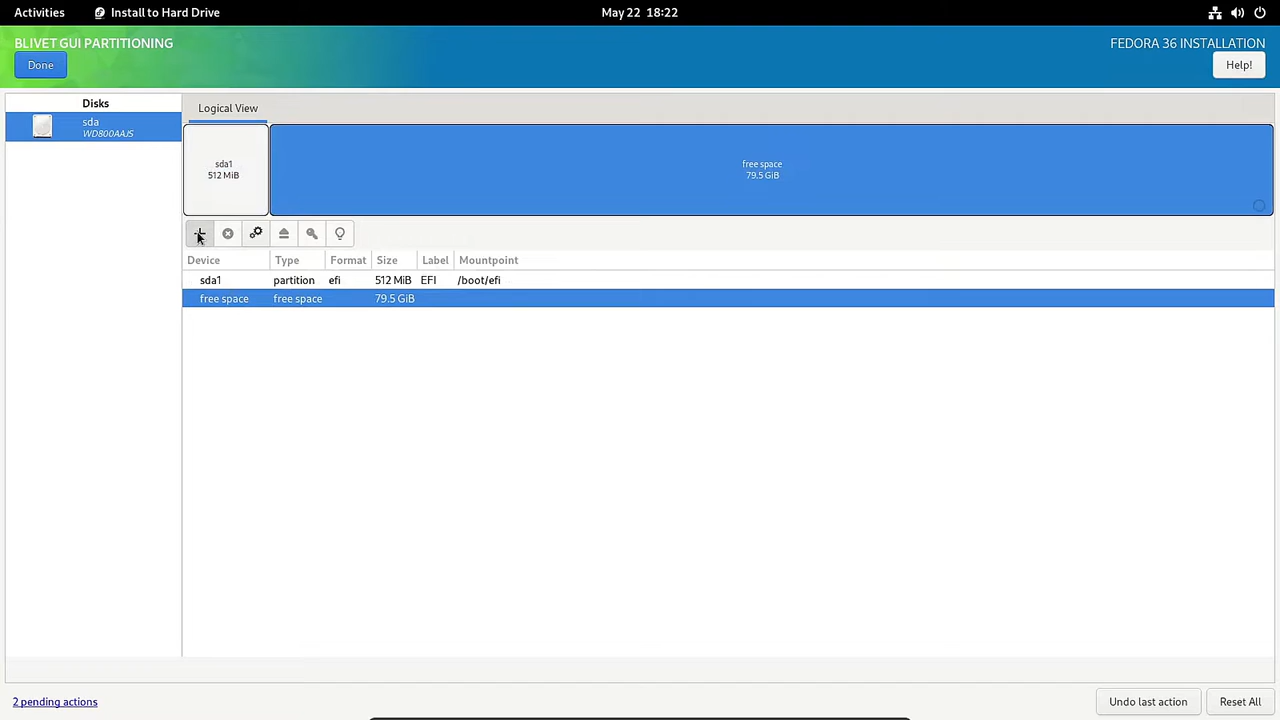 Activities
Install to Hard Drive
May 22 18:22
BLIVET GUI PARTITIONING
FEDORA 36 INSTALLATION
Done
Help!
Disks
sda
WD800AAJS
Logical View
sda1
512 MiB
free space
79.5 GiB
Device Type Format Size Label Mountpoint
sda1 partition efi 512 MiB EFI /boot/efi
free space free space 79.5 GiB
2 pending actions
Undo last action
Reset All